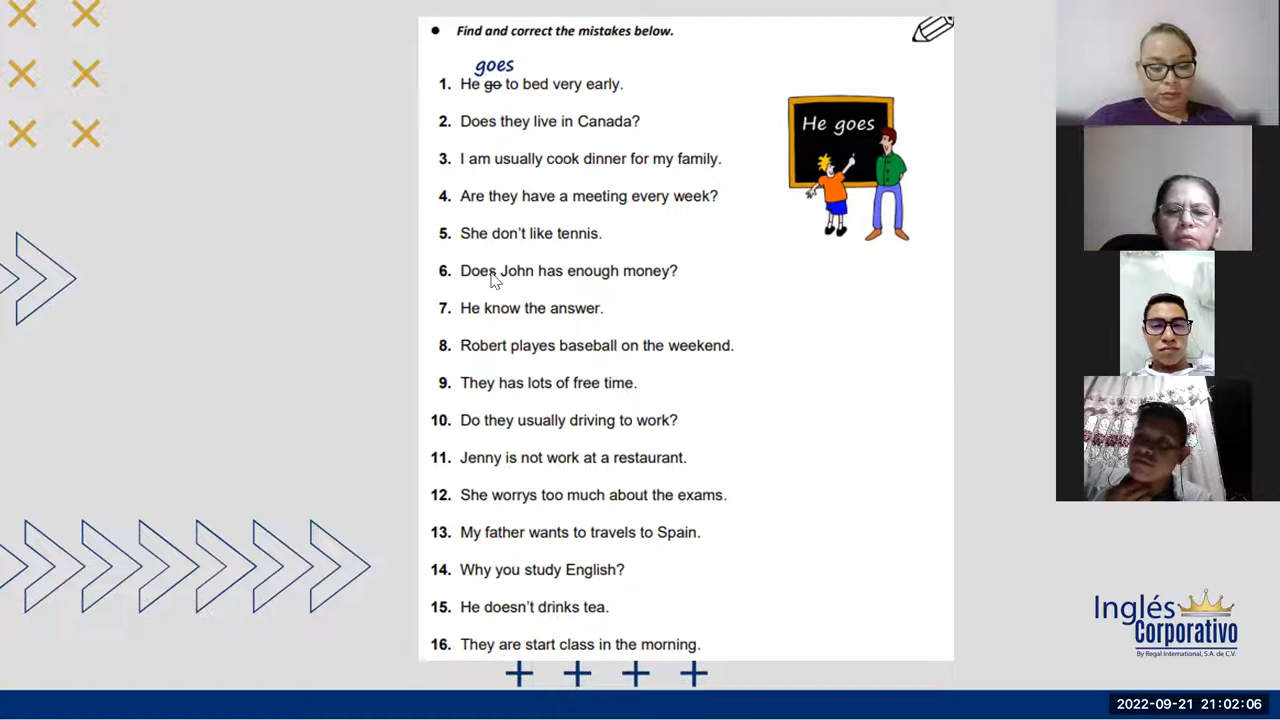 ● Find and correct the mistakes below.
goes
1. He go to bed very early.
He goes
2. Does they live in Canada?
3. I am usually cook dinner for my family.
4. Are they have a meeting every week?
5. She don't like tennis.
6. Does John has enough money?
7. He know the answer.
8. Robert playes baseball on the weekend.
9. They has lots of free time.
10. Do they usually driving to work?
11. Jenny is not work at a restaurant.
12. She worrys too much about the exams.
13. My father wants to travels to Spain.
14. Why you study English?
15. He doesn't drinks tea.
16. They are start class in the morning.
Inglés
Corporativo
By Regal International, S.A. de C.V.
2022-09-21 21:02:06